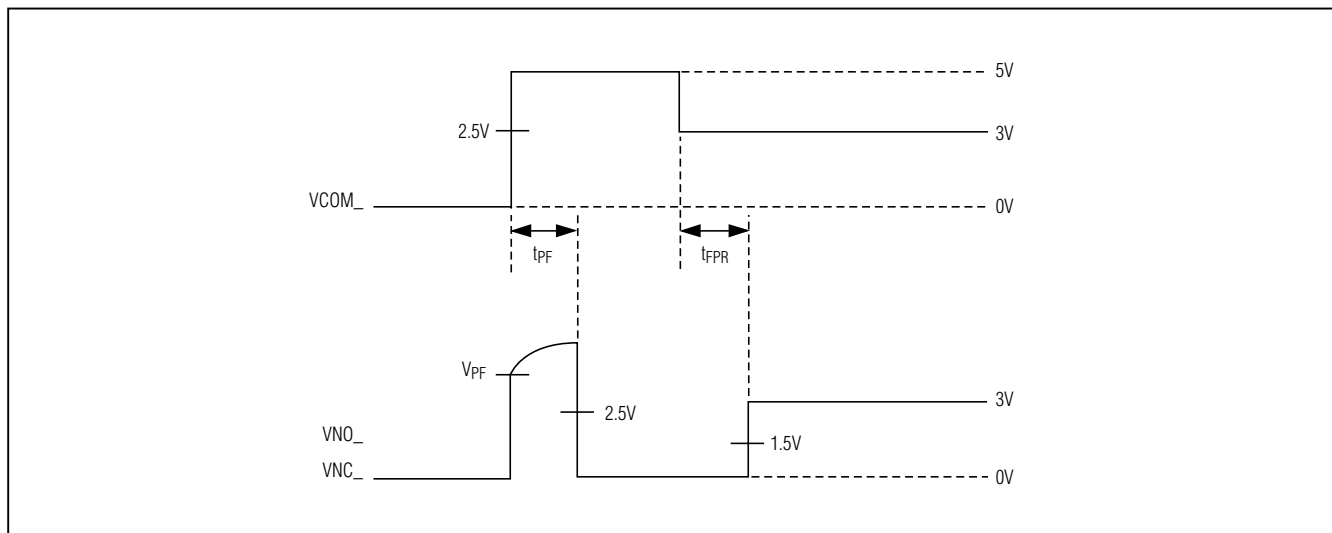 5V
2.5V
3V
VCOM_
0V
tPF
tFPR
VPF
3V
2.5V
VNO_
1.5V
VNC_
0V